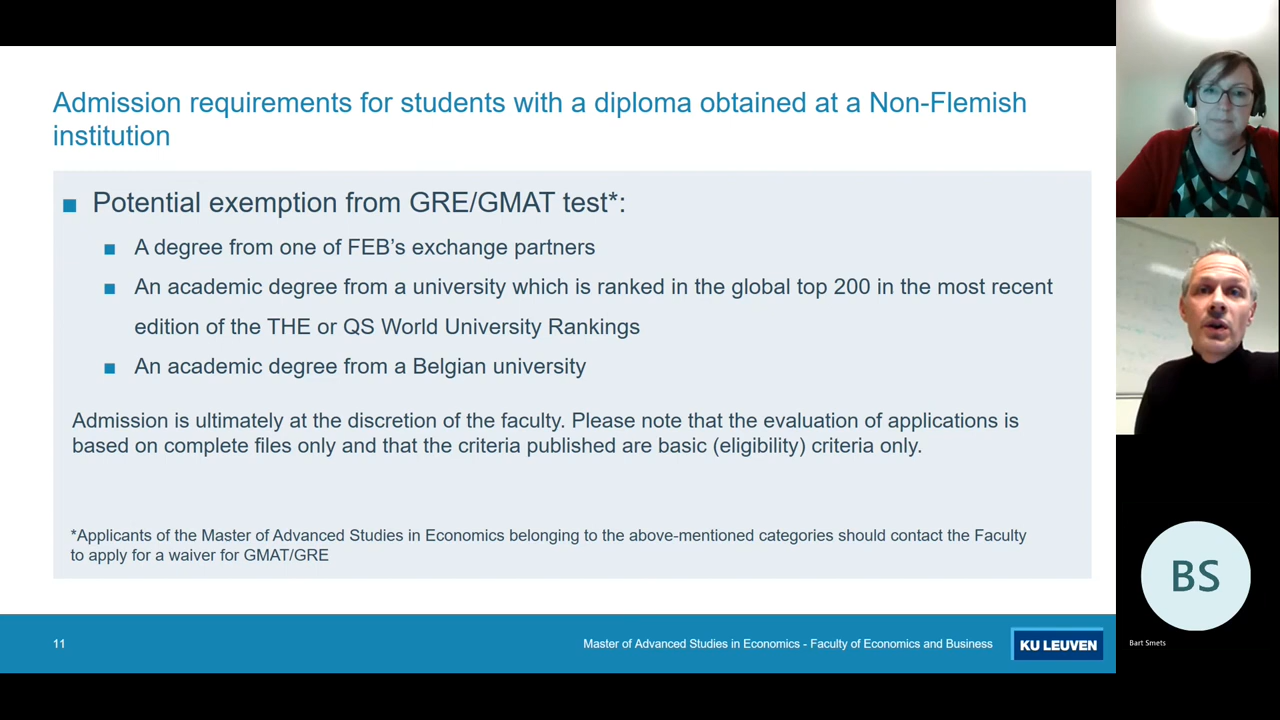 Admission requirements for students with a diploma obtained at a Non-Flemish
institution
Potential exemption from GRE/GMAT test*:
A degree from one of FEB’s exchange partners
An academic degree from a university which is ranked in the global top 200 in the most recent
edition of the THE or QS World University Rankings
An academic degree from a Belgian university
Admission is ultimately at the discretion of the faculty. Please note that the evaluation of applications is
based on complete files only and that the criteria published are basic (eligibility) criteria only.
*Applicants of the Master of Advanced Studies in Economics belonging to the above-mentioned categories should contact the Faculty
to apply for a waiver for GMAT/GRE
11
Master of Advanced Studies in Economics - Faculty of Economics and Business
KU LEUVEN
BS
Bart Smets